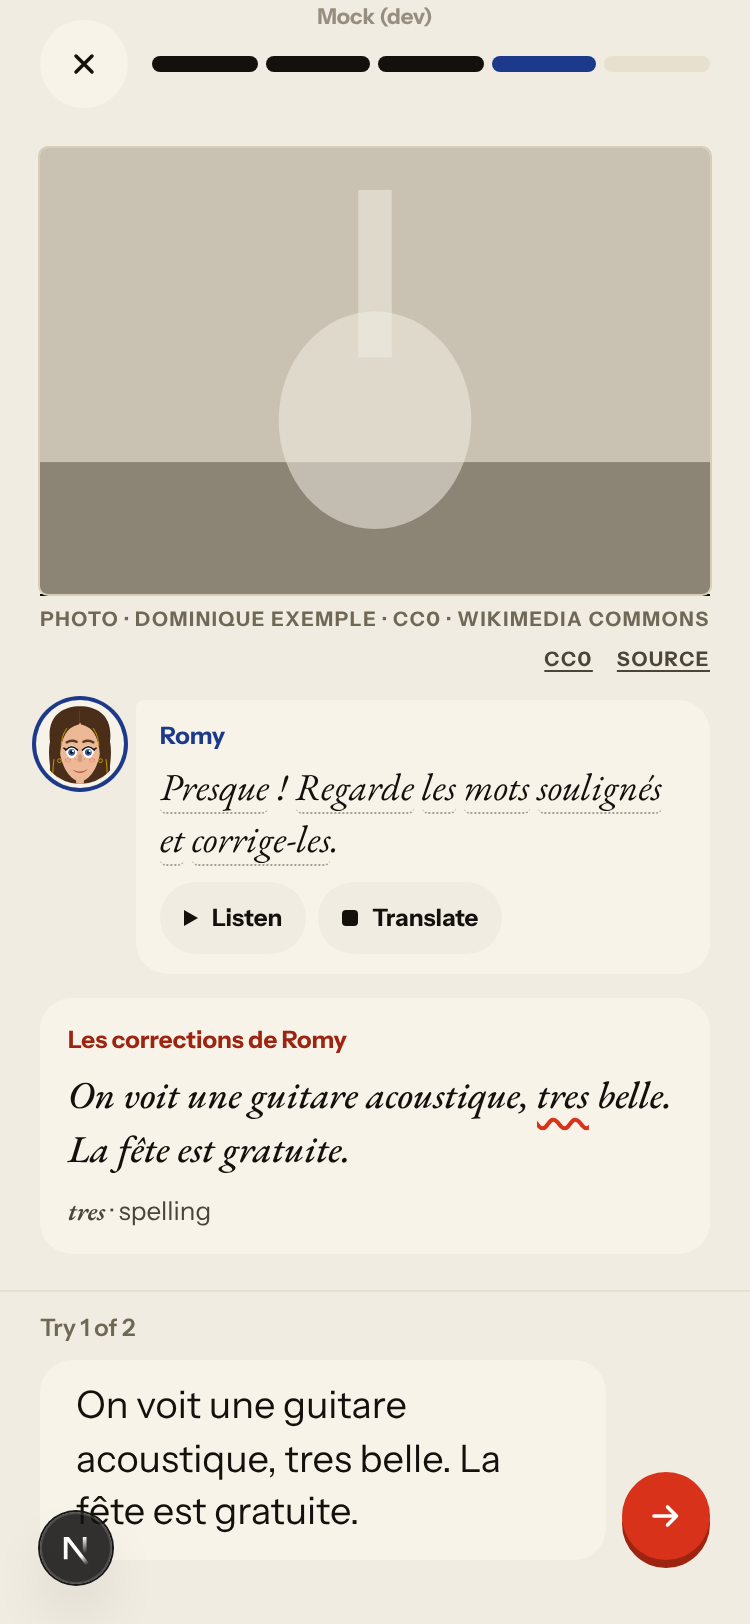 Mock (dev)
PHOTO · DOMINIQUE EXEMPLE · CC0 · WIKIMEDIA COMMONS
CC0 SOURCE
Romy
Presque ! Regarde les mots soulignés
et corrige-les.
Listen Translate
Les corrections de Romy
On voit une guitare acoustique, tres belle.
La fête est gratuite.
tres · spelling
Try 1 of 2
On voit une guitare
acoustique, tres belle. La
fête est gratuite.
N